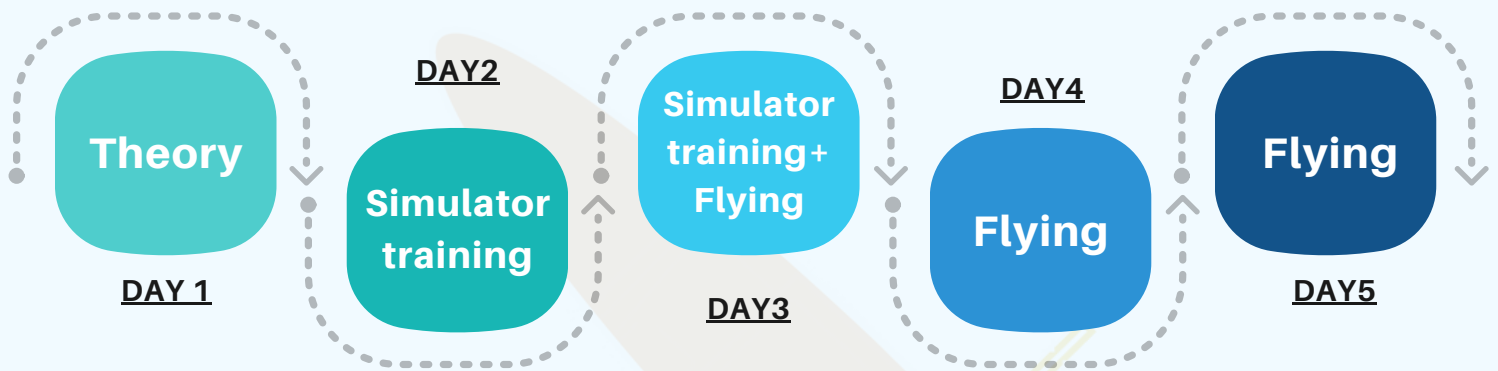 Theory
DAY 1
DAY2
Simulator
training
Simulator
training+
Flying
DAY3
DAY4
Flying
Flying
DAY5